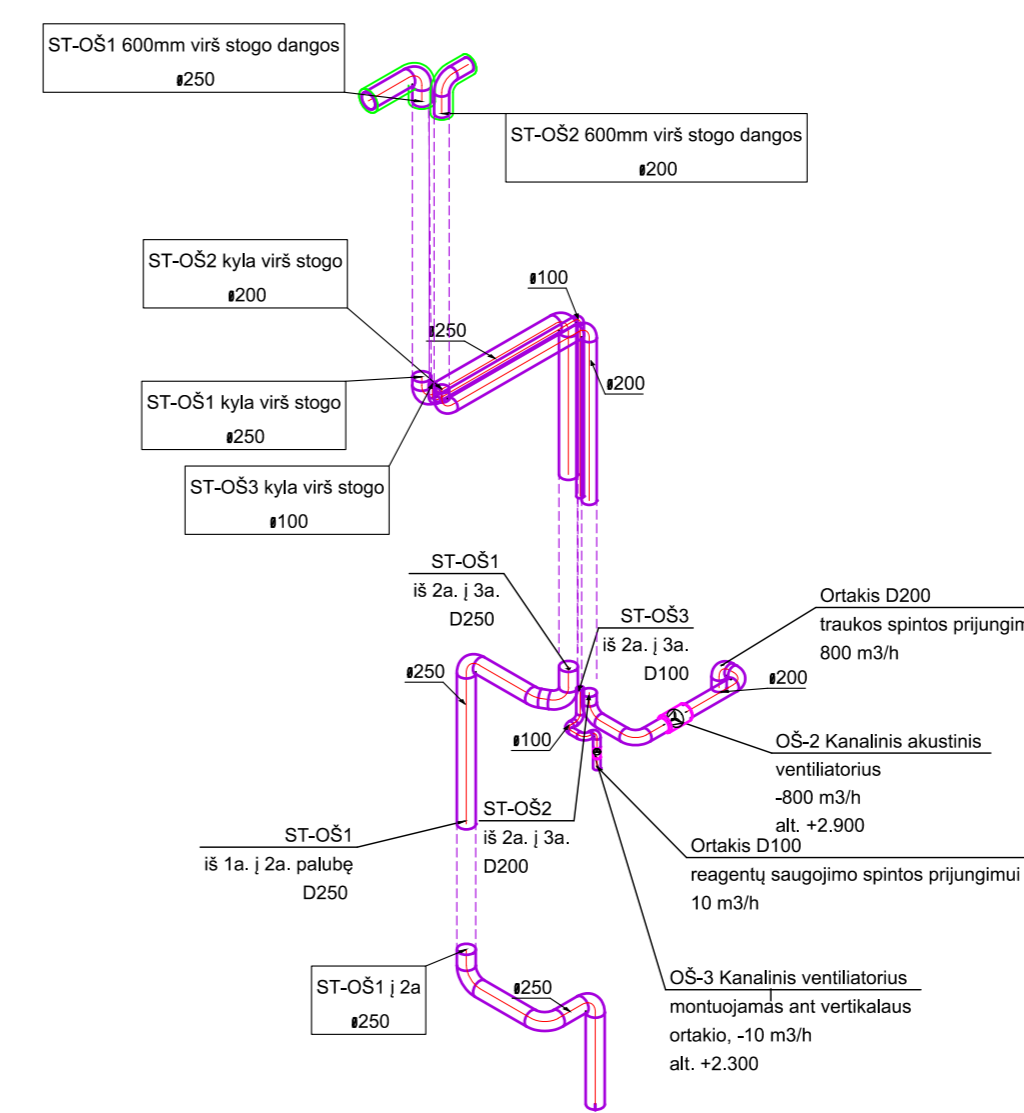 ST-OŠ1 600mm virš stogo dangos
ø250
ST-OŠ2 600mm virš stogo dangos
ø200
ST-OŠ2 kyla virš stogo
ø200
ø100
ø250
ø200
ST-OŠ1 kyla virš stogo
ø250
ST-OŠ3 kyla virš stogo
ø100
ST-OŠ1
iš 2a. į 3a.
D250
ST-OŠ3
iš 2a. į 3a.
D100
Ortakis D200
traukos spintos prijungim
800 m3/h
ø250
ø200
ø100
OŠ-2 Kanalinis akustinis
ventiliatorius
-800 m3/h
alt. +2.900
ST-OŠ2
iš 2a. į 3a.
D200
ST-OŠ1
iš 1a. į 2a. palubę
D250
Ortakis D100
reagentų saugojimo spintos prijungimui
10 m3/h
ST-OŠ1 į 2a
ø250
ø250
OŠ-3 Kanalinis ventiliatorius
montuojamas ant vertikalaus
ortakio, -10 m3/h
alt. +2.300